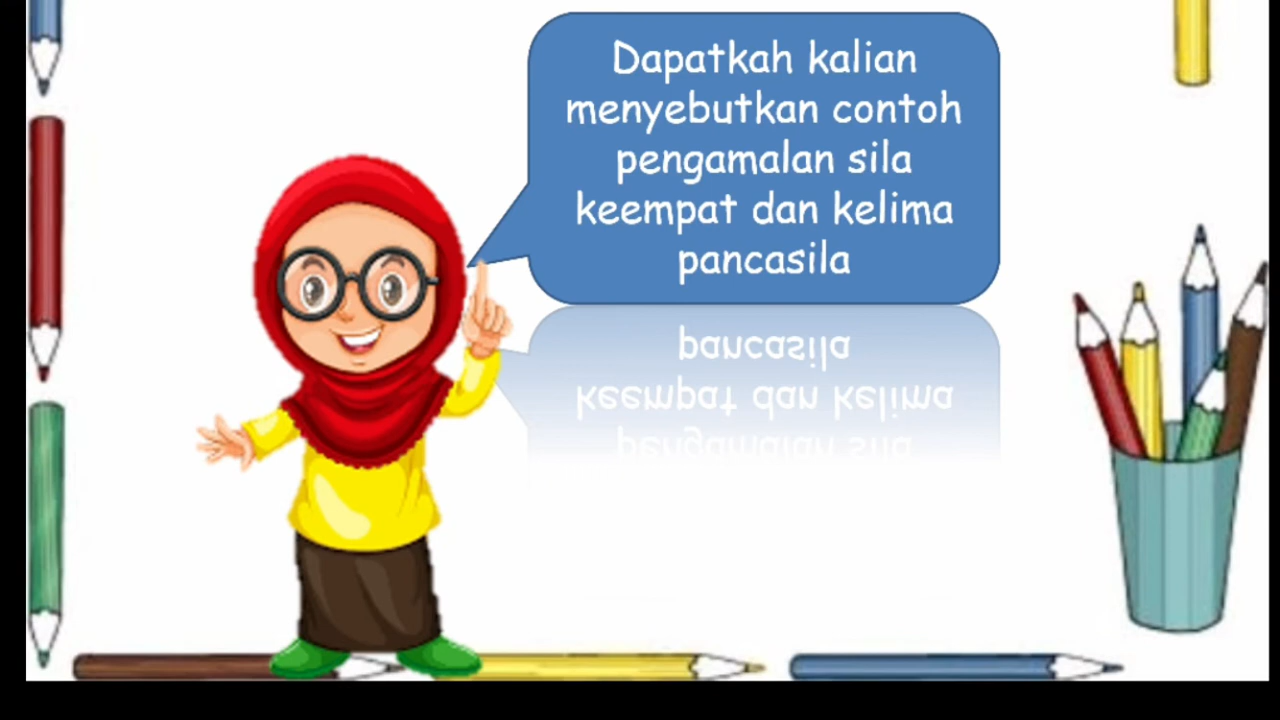 Dapatkah kalian
menyebutkan contoh
pengamalan sila
keempat dan kelima
pancasila